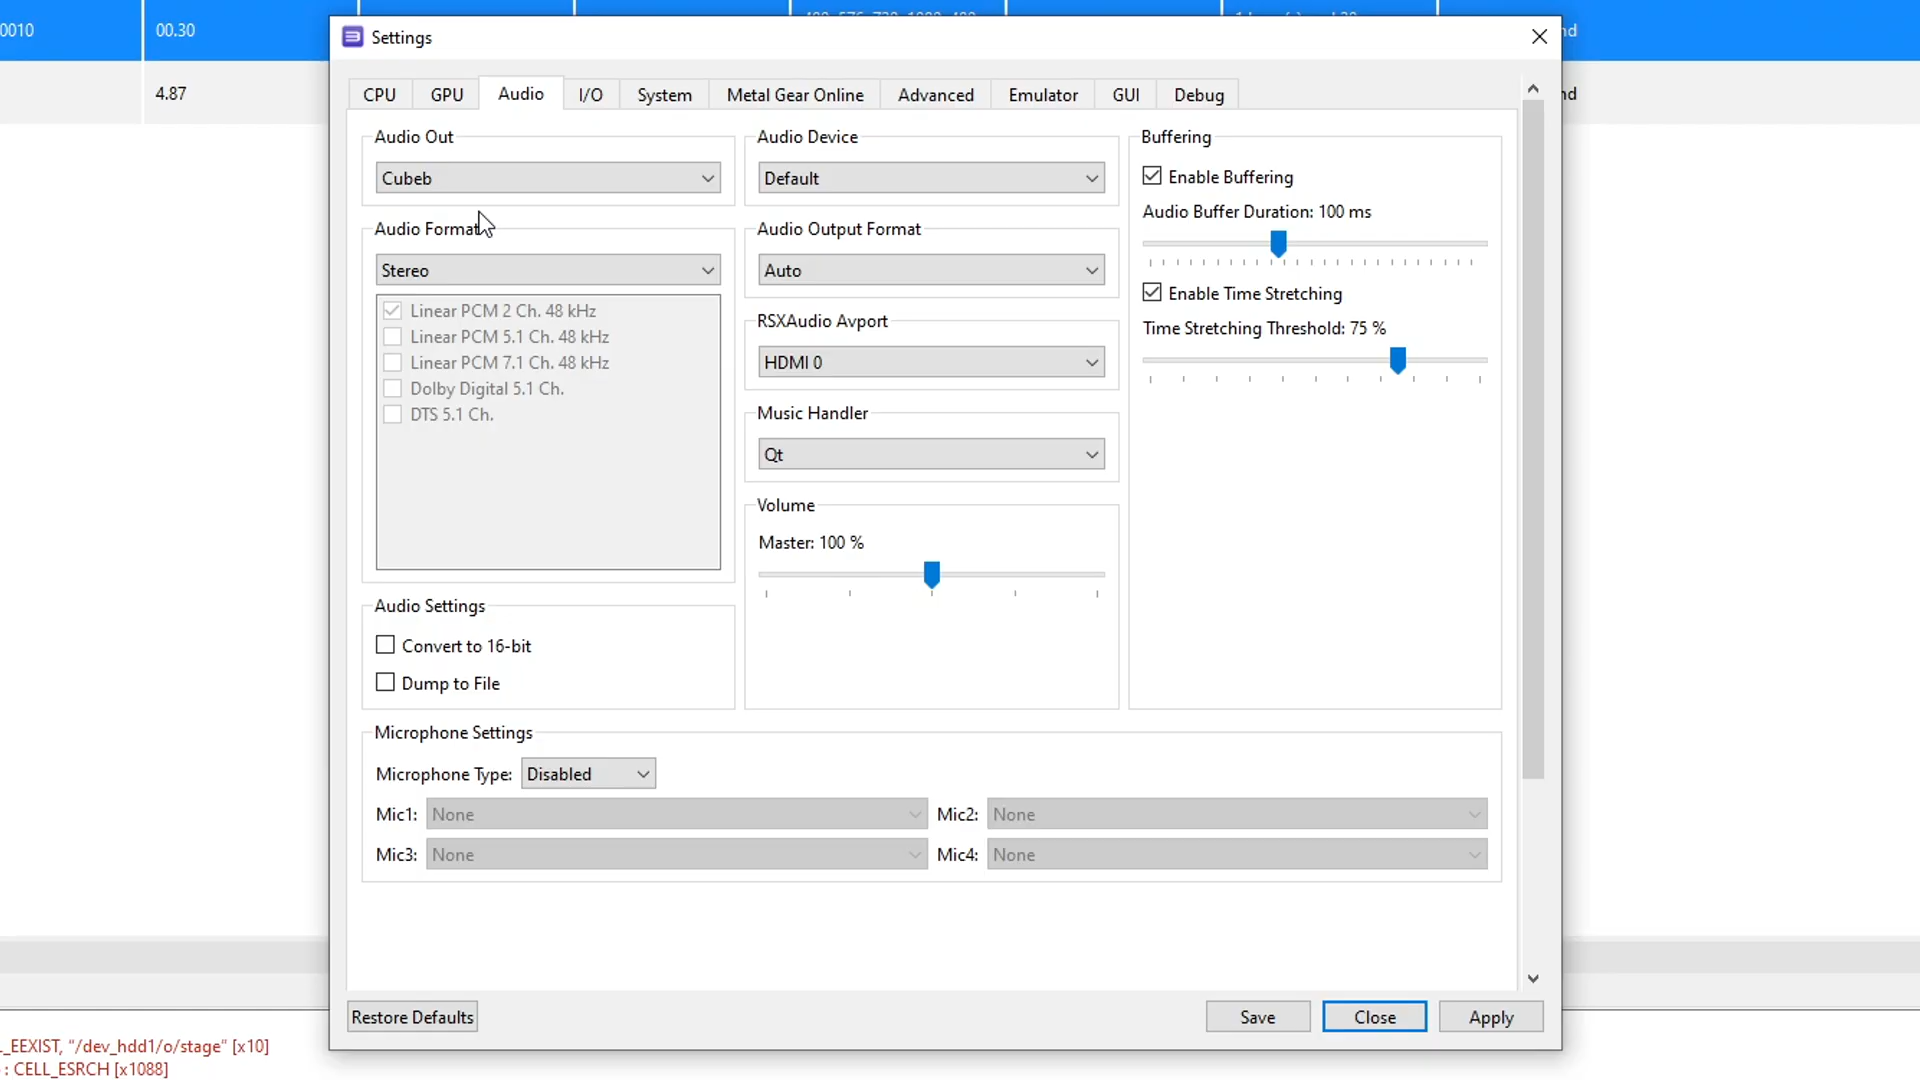 0010
00.30
nd
4.87
nd
Settings
CPU
GPU
Audio
I/O
System
Metal Gear Online
Advanced
Emulator
GUI
Debug
Audio Out
Cubeb
Audio Format
Stereo
Linear PCM 2 Ch. 48 kHz
Linear PCM 5.1 Ch. 48 kHz
Linear PCM 7.1 Ch. 48 kHz
Dolby Digital 5.1 Ch.
DTS 5.1 Ch.
Audio Settings
Convert to 16-bit
Dump to File
Audio Device
Default
Audio Output Format
Auto
RSXAudio Avport
HDMI 0
Music Handler
Qt
Volume
Master: 100 %
Buffering
Enable Buffering
Audio Buffer Duration: 100 ms
Enable Time Stretching
Time Stretching Threshold: 75 %
Microphone Settings
Microphone Type: Disabled
Mic1: None
Mic2: None
Mic3: None
Mic4: None
Restore Defaults
Save
Close
Apply
L_EEXIST, "/dev_hdd1/o/stage" [x10]
: CELL_ESRCH [x1088]